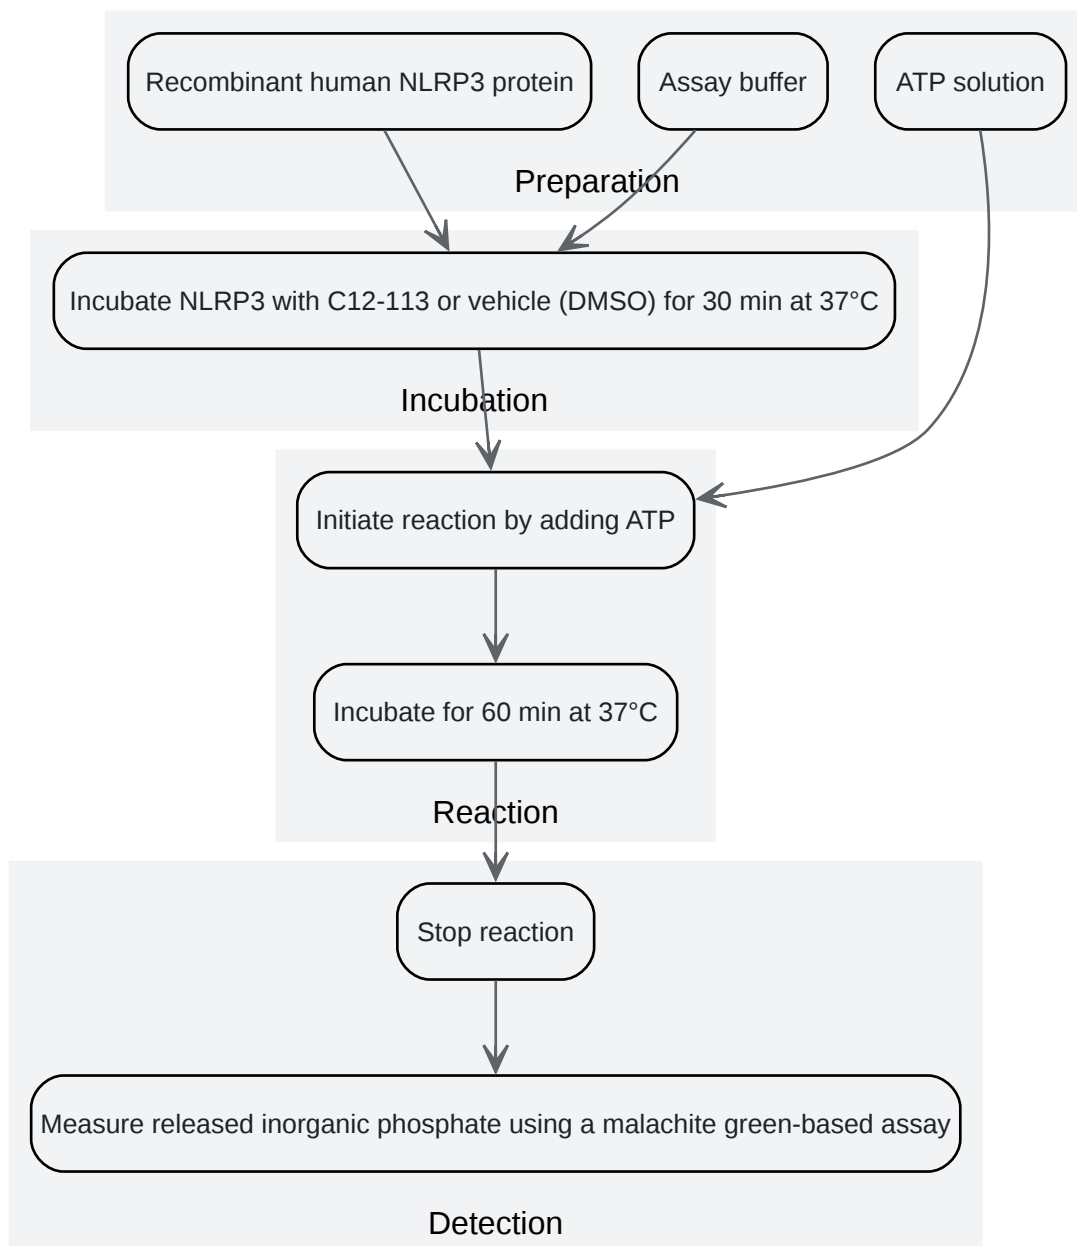 Recombinant human NLRP3 protein
Assay buffer
ATP solution
Preparation
Incubate NLRP3 with C12-113 or vehicle (DMSO) for 30 min at 37°C
Incubation
Initiate reaction by adding ATP
Incubate for 60 min at 37°C
Reaction
Stop reaction
Measure released inorganic phosphate using a malachite green-based assay
Detection